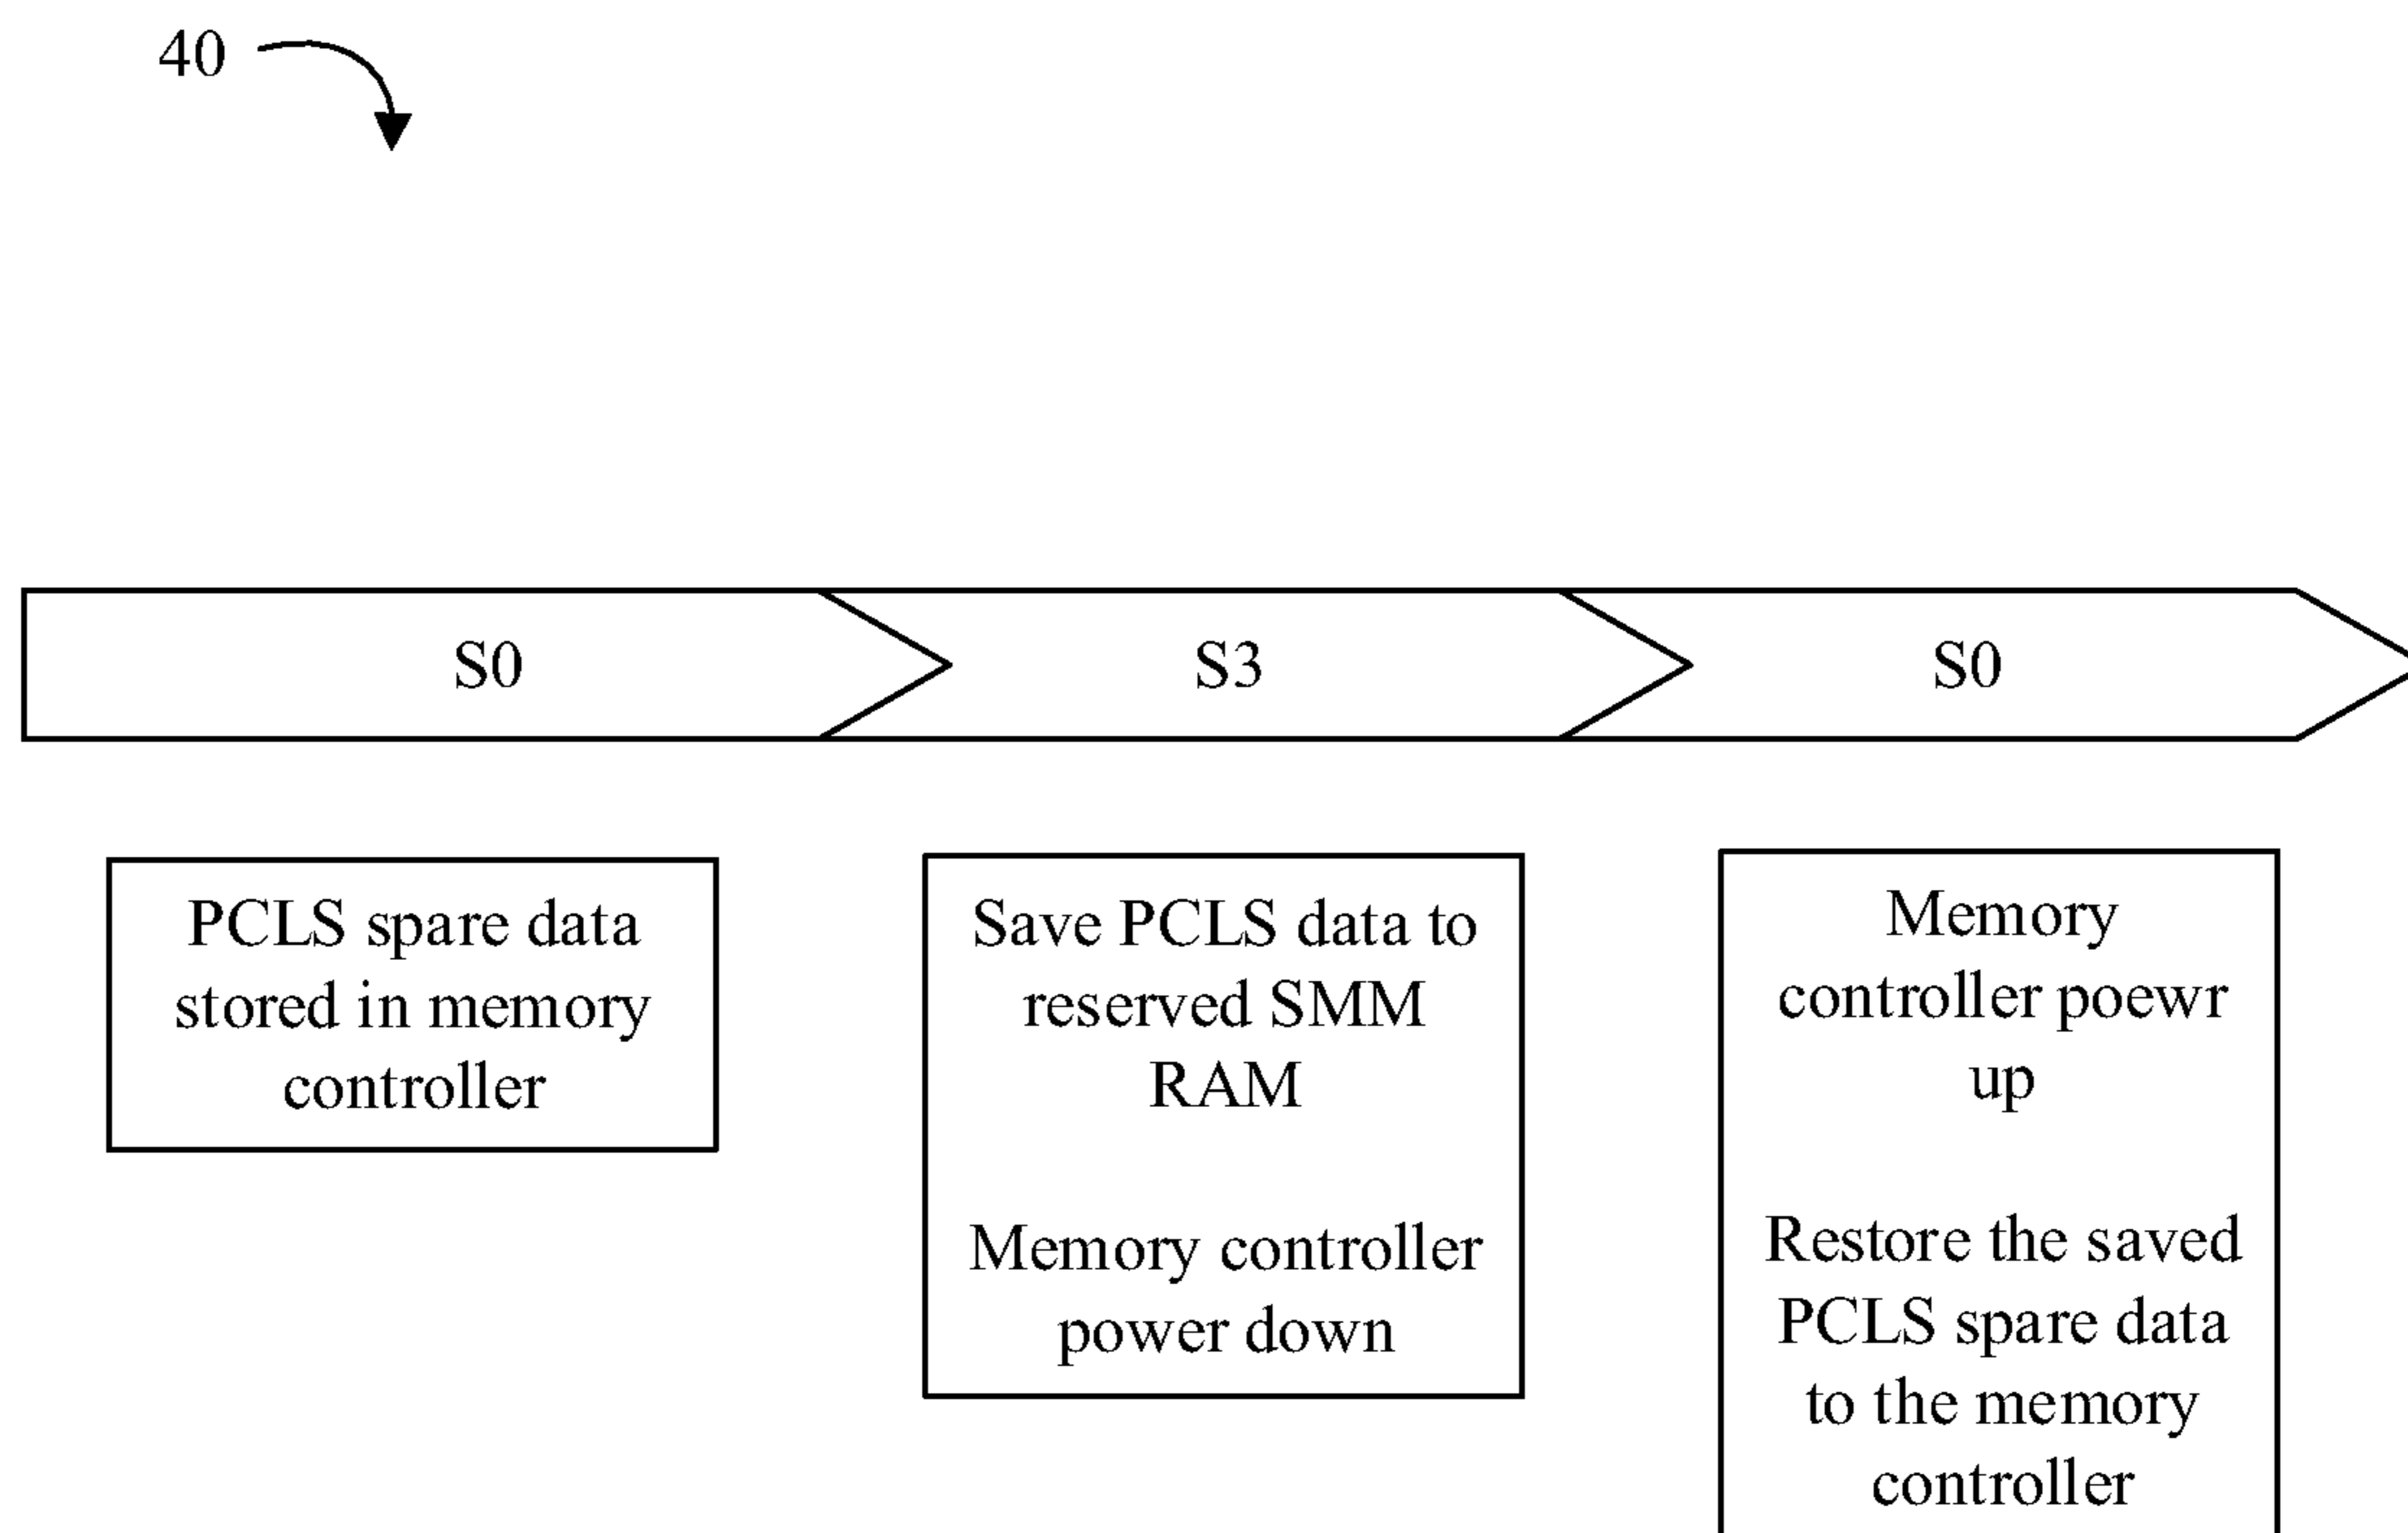 40
S0
S3
S0
PCLS spare data
stored in memory
controller
Save PCLS data to
reserved SMM
RAM
Memory controller
power down
Memory
controller poewr
up
Restore the saved
PCLS spare data
to the memory
controller